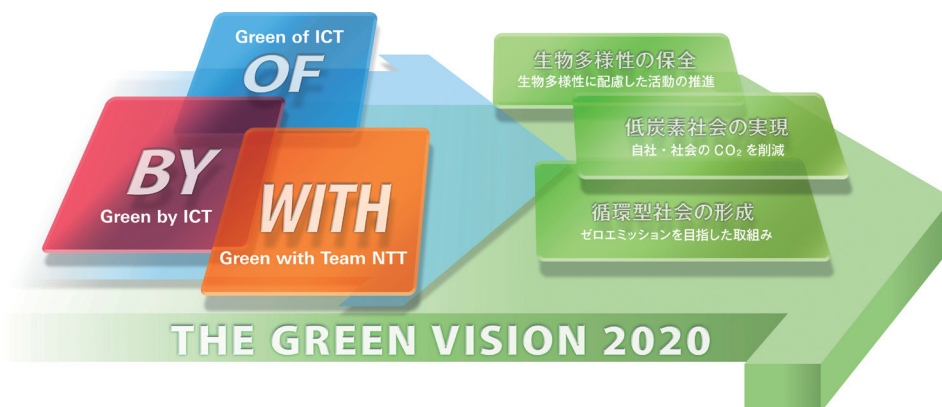 Green of ICT
OF
BY
Green by ICT
WITH
Green with Team NTT
生物多様性の保全
生物多様性に配慮した活動の推進
低炭素社会の実現
自社・社会の CO₂ を削減
循環型社会の形成
ゼロエミッションを目指した取組み
THE GREEN VISION 2020